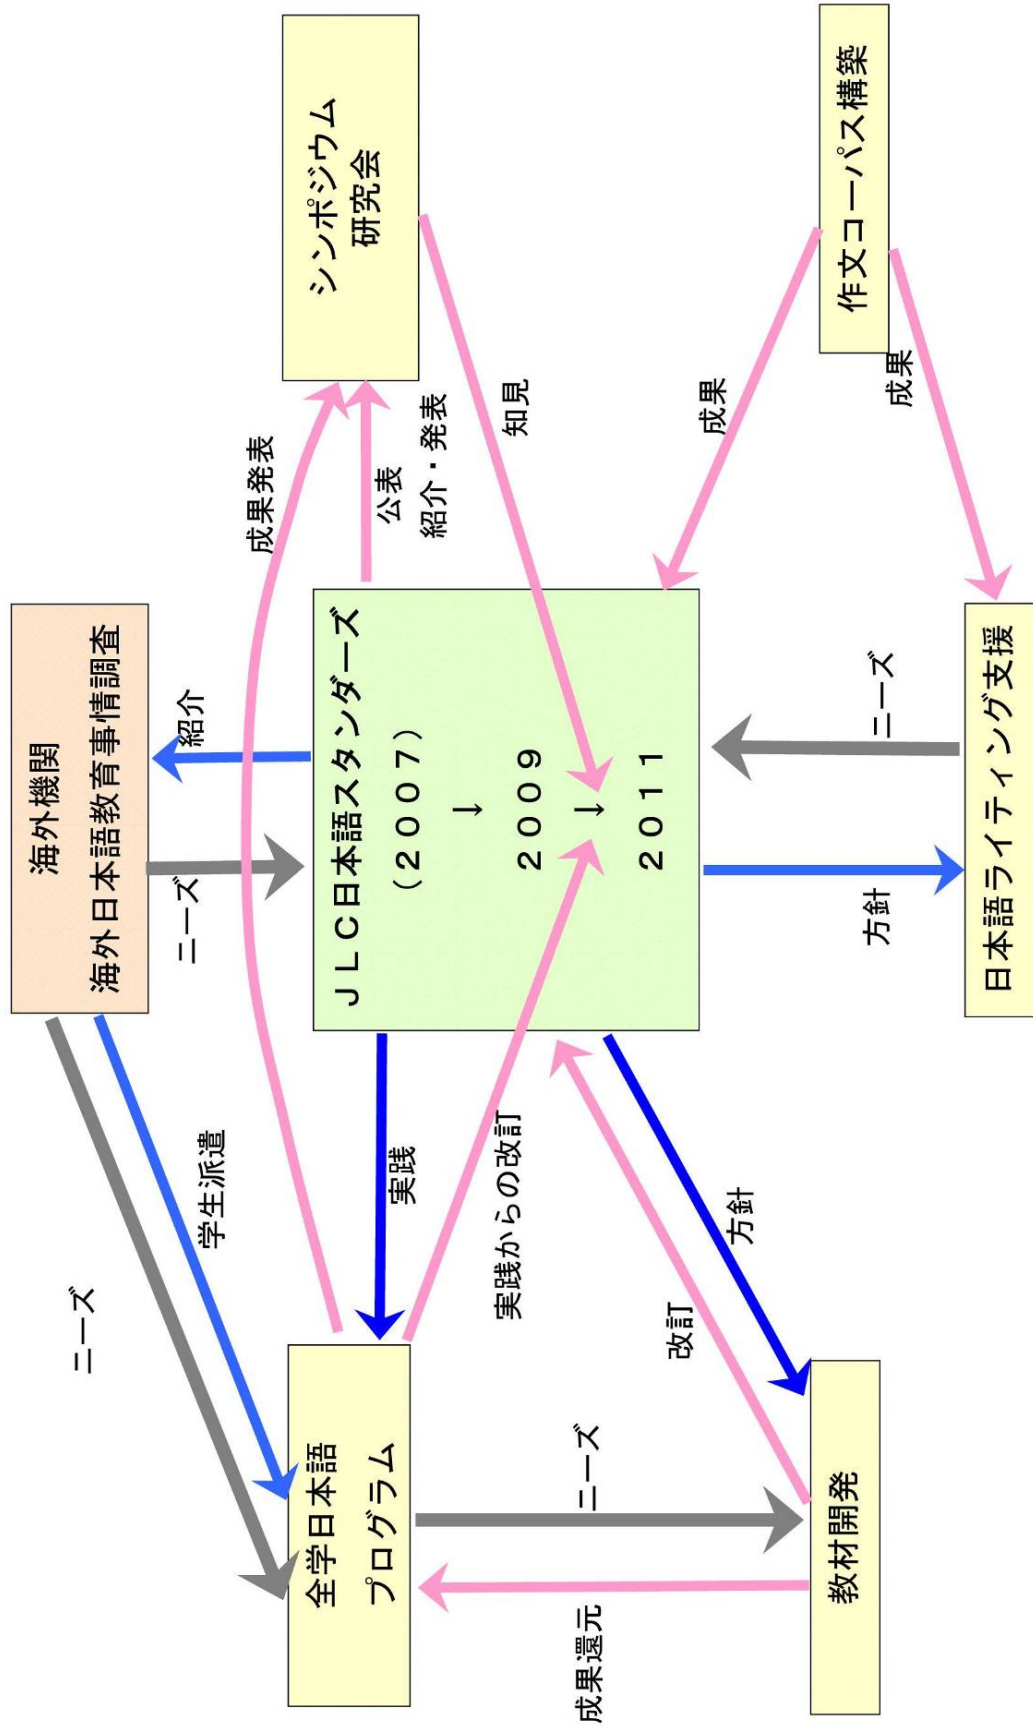 海外機関
海外日本語教育事情調査
ニーズ
学生派遣
ニーズ
紹介
成果発表
全学日本語
プログラム
実践
JLC日本語スタンダーズ
(2007)
↓
2009
↓
2011
公表
紹介・発表
シンポジウム
研究会
知見
実践からの改訂
成果還元
ニーズ
改訂
方針
方針
ニーズ
成果
成果
教材開発
日本語ライティング支援
作文コーパス構築